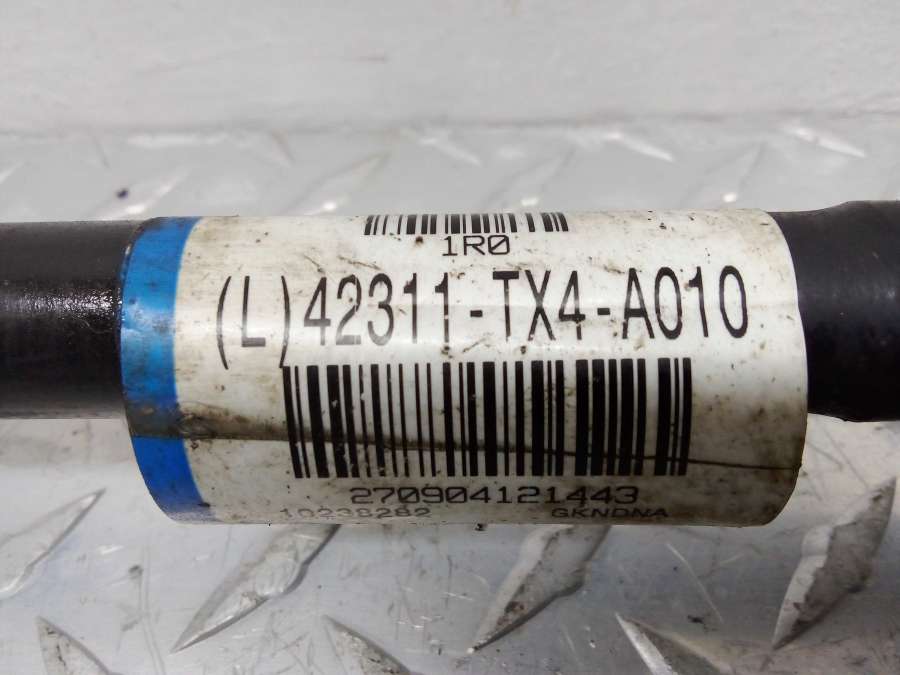 1R0
(L)42311-TX4-A010
270904121443
10238282 GKNDNA